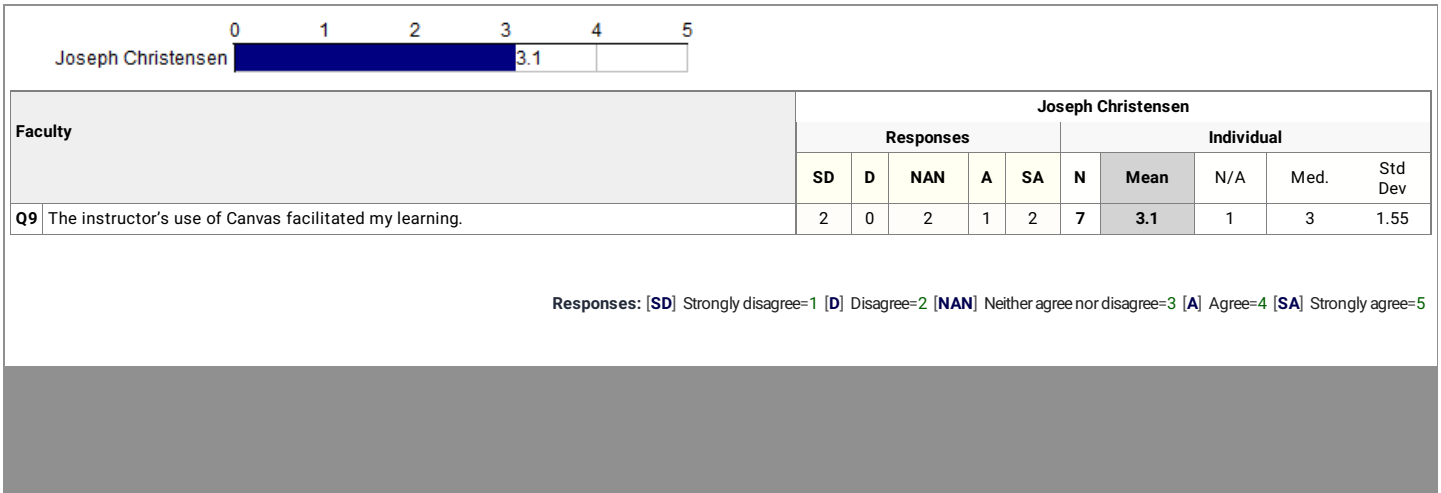 0 1 2 3 4 5
Joseph Christensen 3.1
Joseph Christensen
Faculty
Responses Individual
SD D NAN A SA N Mean N/A Med. Std Dev
Q9 The instructor’s use of Canvas facilitated my learning. 2 0 2 1 2 7 3.1 1 3 1.55
Responses: [SD] Strongly disagree=1 [D] Disagree=2 [NAN] Neither agree nor disagree=3 [A] Agree=4 [SA] Strongly agree=5